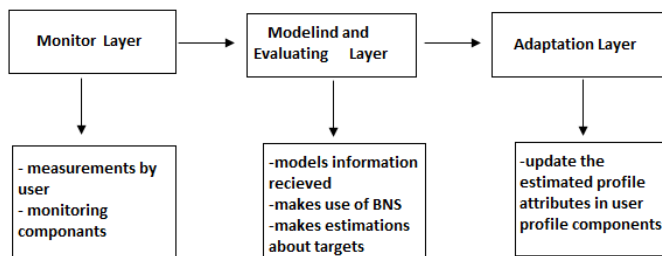 Monitor Layer
Modelind and
Evaluating Layer
Adaptation Layer
- measurements by
user
- monitoring
componants
-models information
recieved
-makes use of BNS
-makes estimations
about targets
-update the
estimated profile
attributes in user
profile components